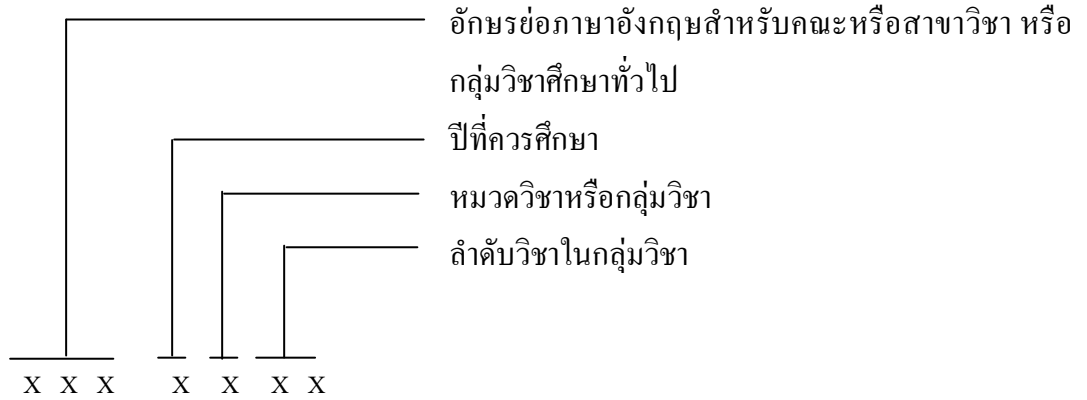 อักษรย่อภาษาอังกฤษสำหรับคณะหรือสาขาวิชา หรือ
กลุ่มวิชาศึกษาทั่วไป
ปีที่ควรศึกษา
หมวดวิชาหรือกลุ่มวิชา
ลำดับวิชาในกลุ่มวิชา
X X X X X X X